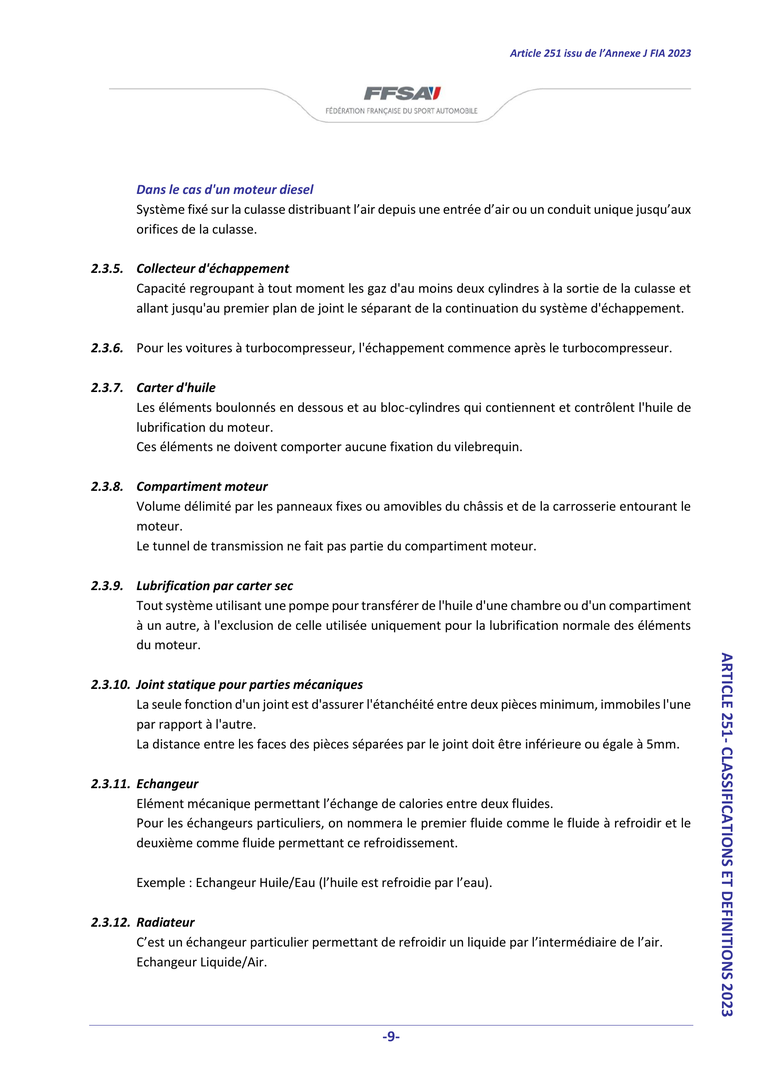 Article 251 issu de l’Annexe J FIA 2023
FFSA
FÉDÉRATION FRANÇAISE DU SPORT AUTOMOBILE
Dans le cas d'un moteur diesel
Système fixé sur la culasse distribuant l’air depuis une entrée d’air ou un conduit unique jusqu’aux
orifices de la culasse.
2.3.5. Collecteur d'échappement
Capacité regroupant à tout moment les gaz d'au moins deux cylindres à la sortie de la culasse et
allant jusqu'au premier plan de joint le séparant de la continuation du système d'échappement.
2.3.6. Pour les voitures à turbocompresseur, l'échappement commence après le turbocompresseur.
2.3.7. Carter d'huile
Les éléments boulonnés en dessous et au bloc-cylindres qui contiennent et contrôlent l'huile de
lubrification du moteur.
Ces éléments ne doivent comporter aucune fixation du vilebrequin.
2.3.8. Compartiment moteur
Volume délimité par les panneaux fixes ou amovibles du châssis et de la carrosserie entourant le
moteur.
Le tunnel de transmission ne fait pas partie du compartiment moteur.
2.3.9. Lubrification par carter sec
Tout système utilisant une pompe pour transférer de l'huile d'une chambre ou d'un compartiment
à un autre, à l'exclusion de celle utilisée uniquement pour la lubrification normale des éléments
du moteur.
2.3.10. Joint statique pour parties mécaniques
La seule fonction d'un joint est d'assurer l'étanchéité entre deux pièces minimum, immobiles l'une
par rapport à l'autre.
La distance entre les faces des pièces séparées par le joint doit être inférieure ou égale à 5mm.
2.3.11. Echangeur
Elément mécanique permettant l’échange de calories entre deux fluides.
Pour les échangeurs particuliers, on nommera le premier fluide comme le fluide à refroidir et le
deuxième comme fluide permettant ce refroidissement.
Exemple : Echangeur Huile/Eau (l’huile est refroidie par l’eau).
2.3.12. Radiateur
C’est un échangeur particulier permettant de refroidir un liquide par l’intermédiaire de l’air.
Echangeur Liquide/Air.
ARTICLE 251- CLASSIFICATIONS ET DEFINITIONS 2023
-9-